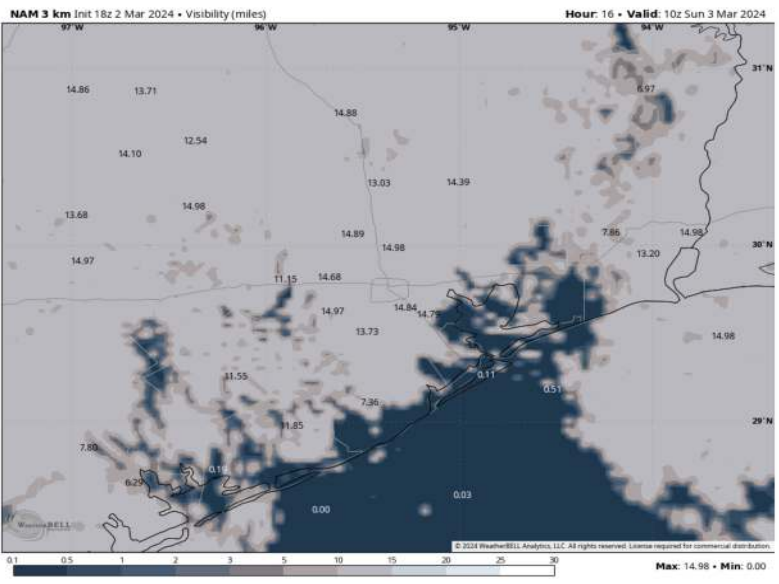 NAM 3 km Init 18z 2 Mar 2024 • Visibility (miles)
Hour: 16 • Valid: 10z Sun 3 Mar 2024
97°W 96°W 95°W 94°W
31°N
14.86 13.71 6.97
14.88
12.54
14.10
13.03 14.39
14.98
13.68
14.89 7.86 14.98
30°N
14.98
13.20
14.97
11.15 14.68
14.97 14.84 14.79
13.73 14.98
11.55 0.11
0.51
7.36
29°N
11.85
7.80
0.19
6.29
0.03
0.00
WeatherBELL
© 2024 WeatherBELL Analytics, LLC. All rights reserved. License required for commercial distribution.
0.1 0.5 1 2 3 5 10 15 20 25 30
Max: 14.98 • Min: 0.00